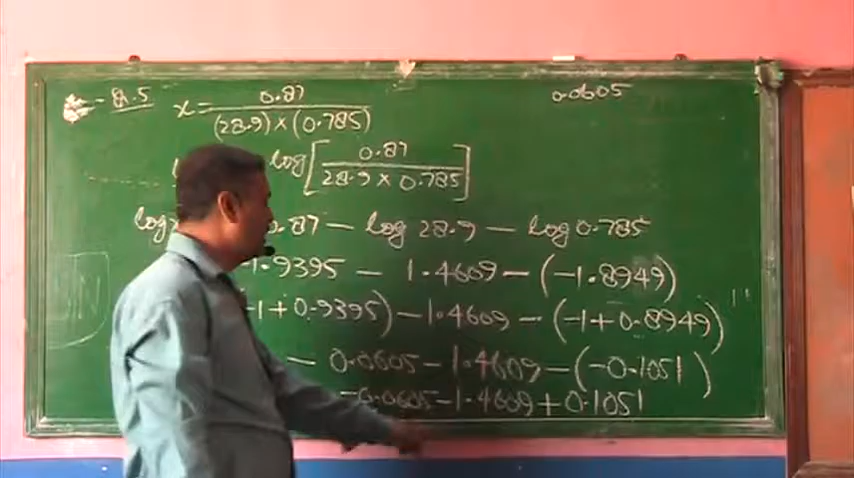 8.5 x = 0.87 / (28.9) × (0.785)
0.0605
log [ 0.87 / 28.9 × 0.785 ]
log 0.87 − log 28.9 − log 0.785
-1.9395 − 1.4609 − (−1.8949)
-1 + 0.9395) − 1.4609 − (−1 + 0.8949)
− 0.0605 − 1.4609 − (−0.1051)
−0.0605 − 1.4609 + 0.1051